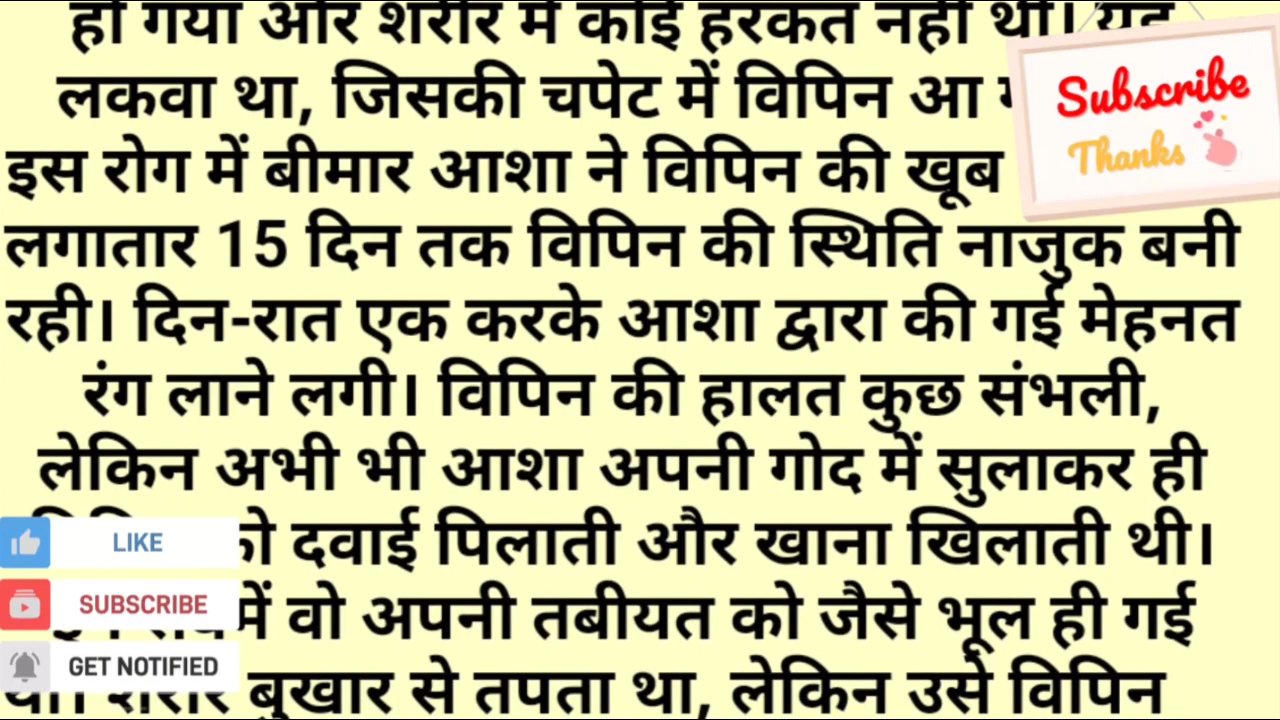 हो गया और शरीर में कोई हरकत नहीं थी। यह
लकवा था, जिसकी चपेट में विपिन आ
इस रोग में बीमार आशा ने विपिन की खूब
लगातार 15 दिन तक विपिन की स्थिति नाजुक बनी
रही। दिन-रात एक करके आशा द्वारा की गई मेहनत
रंग लाने लगी। विपिन की हालत कुछ संभली,
लेकिन अभी भी आशा अपनी गोद में सुलाकर ही
को दवाई पिलाती और खाना खिलाती थी।
में वो अपनी तबीयत को जैसे भूल ही गई
थी। शरीर बुखार से तपता था, लेकिन उसे विपिन
Subscribe
Thanks
LIKE
SUBSCRIBE
GET NOTIFIED